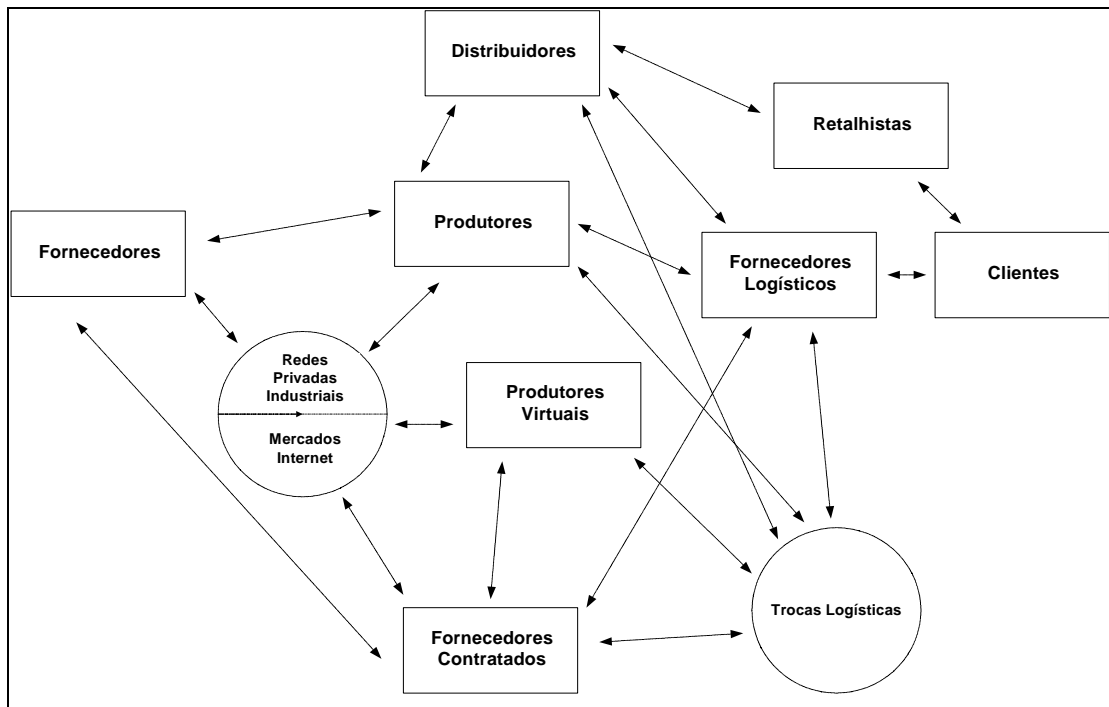 Distribuidores
Retalhistas
Produtores
Fornecedores
Fornecedores
Logísticos
Clientes
Redes
Privadas
Industriais
Mercados
Internet
Produtores
Virtuais
Trocas Logísticas
Fornecedores
Contratados